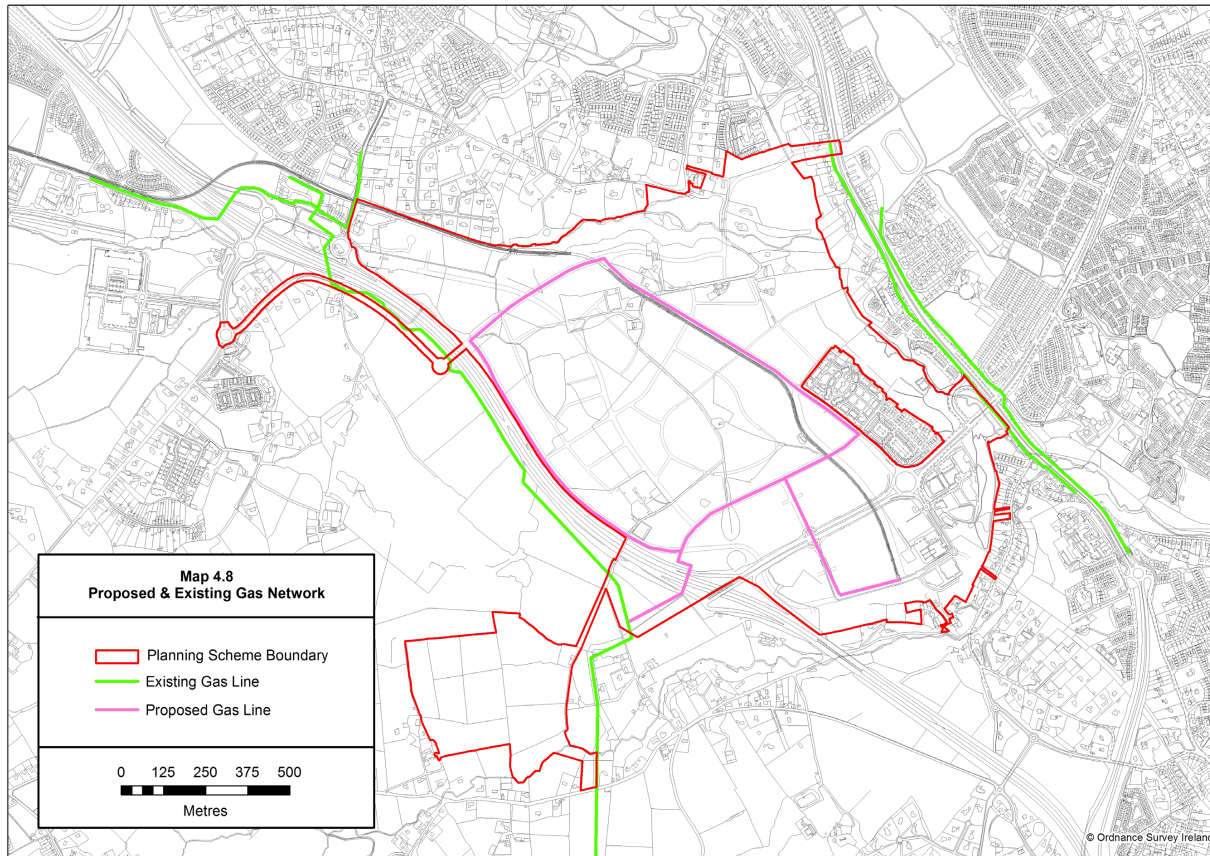 Map 4.8
Proposed & Existing Gas Network
Planning Scheme Boundary
Existing Gas Line
Proposed Gas Line
0 125 250 375 500
Metres
© Ordnance Survey Ireland